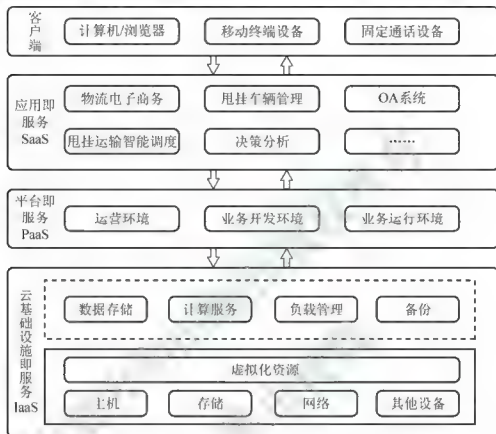 客户端
计算机/浏览器 移动终端设备 固定通话设备
应用即服务 SaaS
物流电子商务 甩挂车辆管理 OA系统
甩挂运输智能调度 决策分析 ……
平台即服务 PaaS
运营环境 业务开发环境 业务运行环境
云基础设施即服务 IaaS
数据存储 计算服务 负载管理 备份
虚拟化资源
主机 存储 网络 其他设备